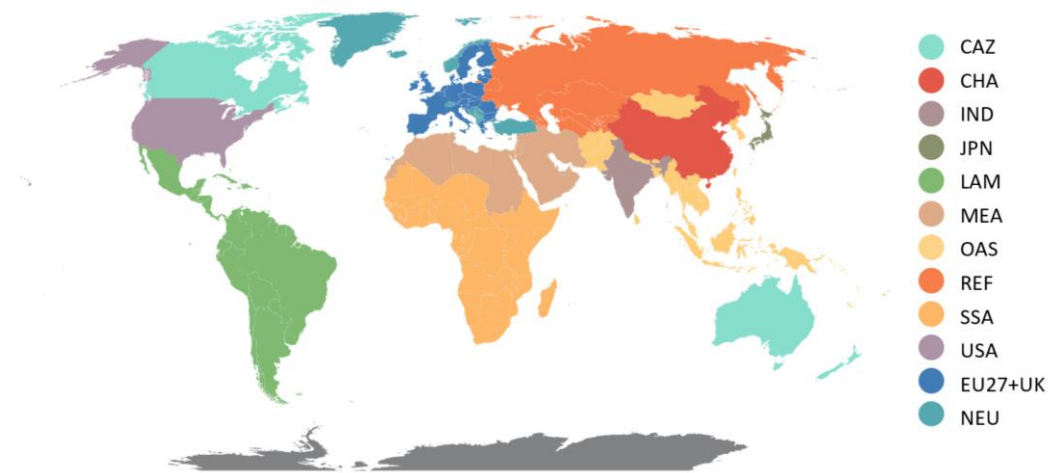 CAZ
CHA
IND
JPN
LAM
MEA
OAS
REF
SSA
USA
EU27+UK
NEU